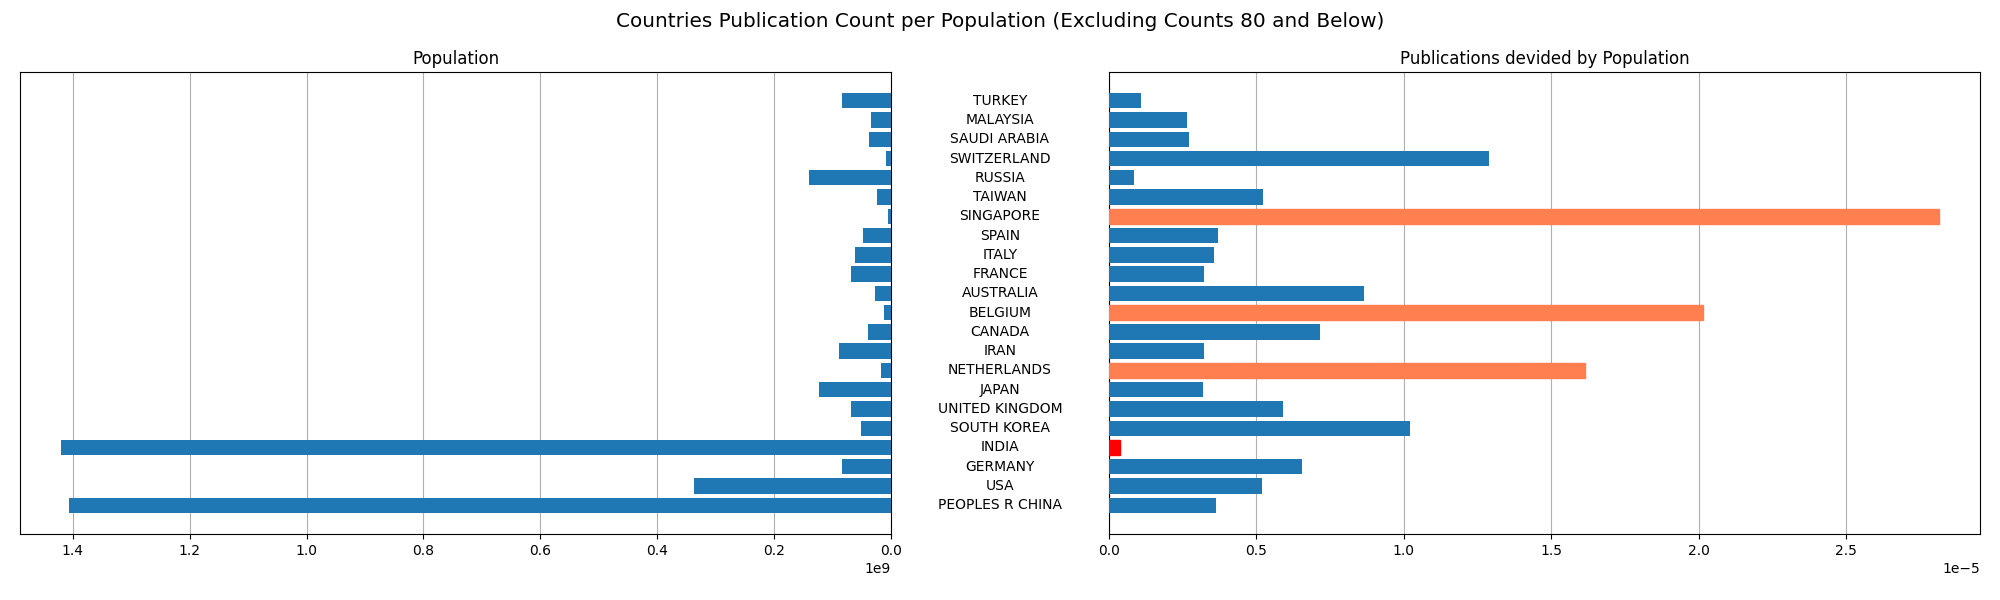 Countries Publication Count per Population (Excluding Counts 80 and Below)
Population
Publications devided by Population
TURKEY
MALAYSIA
SAUDI ARABIA
SWITZERLAND
RUSSIA
TAIWAN
SINGAPORE
SPAIN
ITALY
FRANCE
AUSTRALIA
BELGIUM
CANADA
IRAN
NETHERLANDS
JAPAN
UNITED KINGDOM
SOUTH KOREA
INDIA
GERMANY
USA
PEOPLES R CHINA
1.4 1.2 1.0 0.8 0.6 0.4 0.2 0.0
1e9
0.0 0.5 1.0 1.5 2.0 2.5
1e−5